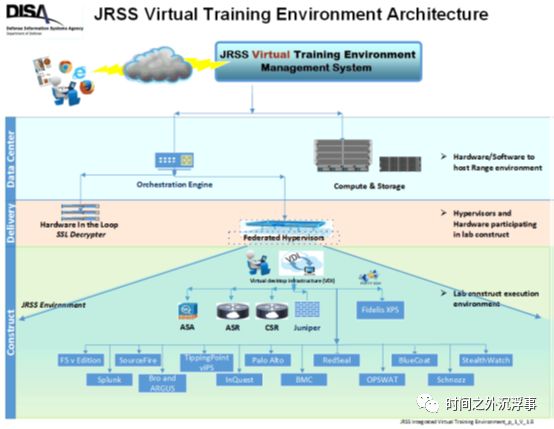 DISA
Defense Information Systems Agency
Department of Defense
JRSS Virtual Training Environment Architecture
JRSS Virtual Training Environment
Management System
Data Center
Orchestration Engine
Compute & Storage
Hardware/Software to
host Range environment
Delivery
Hardware In the Loop
SSL Decrypter
Federated Hypervisors
Hypervisors and
Hardware participating
in lab construct
Construct
JRSS Environment
VDI
Virtual desktop infrastructure (VDI)
Lab construct execution
environment
ASA
ASR
CSR
Juniper
Fidelis XPS
F5 v Edition
SourceFire
TippingPoint
vIPS
Palo Alto
RedSeal
BlueCoat
StealthWatch
Splunk
Bro and
ARGUS
InQuest
BMC
OPSWAT
Schnozz
时间之外沉浮事
JRSS Integrated Virtual Training Environment_p_1_V_1.6